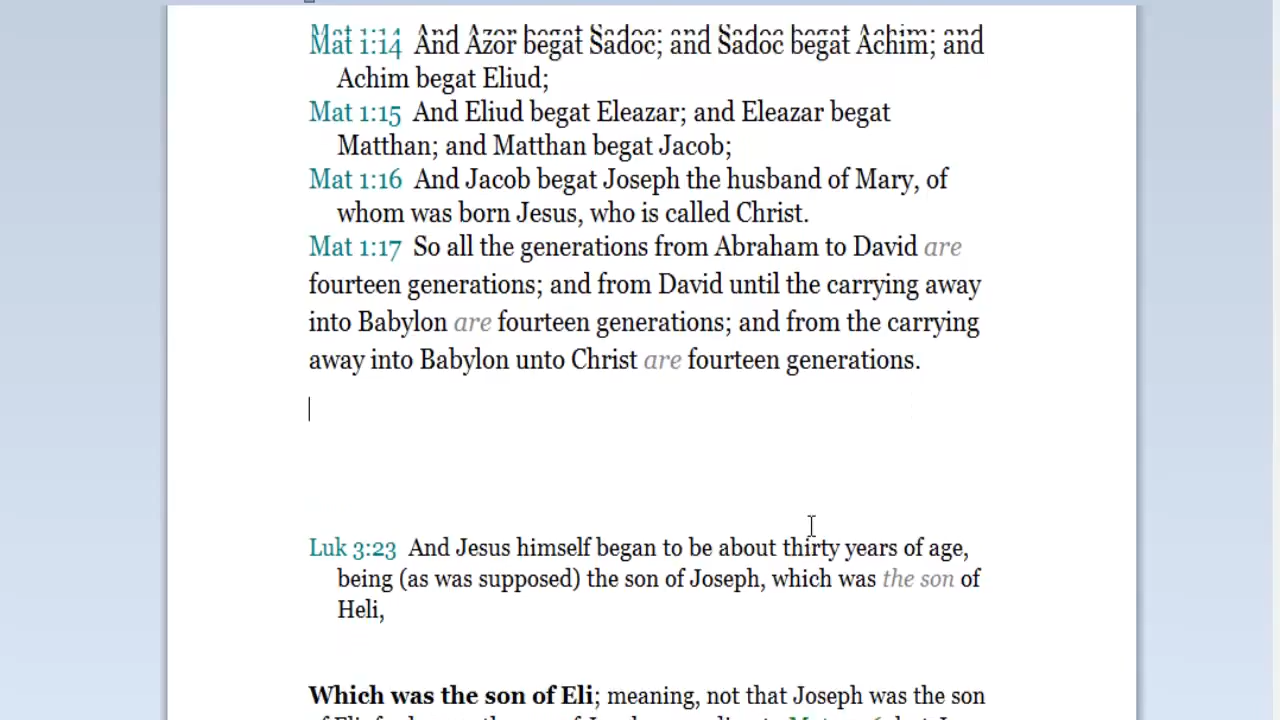 Mat 1:14 And Azor begat Sadoc; and Sadoc begat Achim; and
Achim begat Eliud;
Mat 1:15 And Eliud begat Eleazar; and Eleazar begat
Matthan; and Matthan begat Jacob;
Mat 1:16 And Jacob begat Joseph the husband of Mary, of
whom was born Jesus, who is called Christ.
Mat 1:17 So all the generations from Abraham to David are
fourteen generations; and from David until the carrying away
into Babylon are fourteen generations; and from the carrying
away into Babylon unto Christ are fourteen generations.
Luk 3:23 And Jesus himself began to be about thirty years of age,
being (as was supposed) the son of Joseph, which was the son of
Heli,
Which was the son of Eli; meaning, not that Joseph was the son